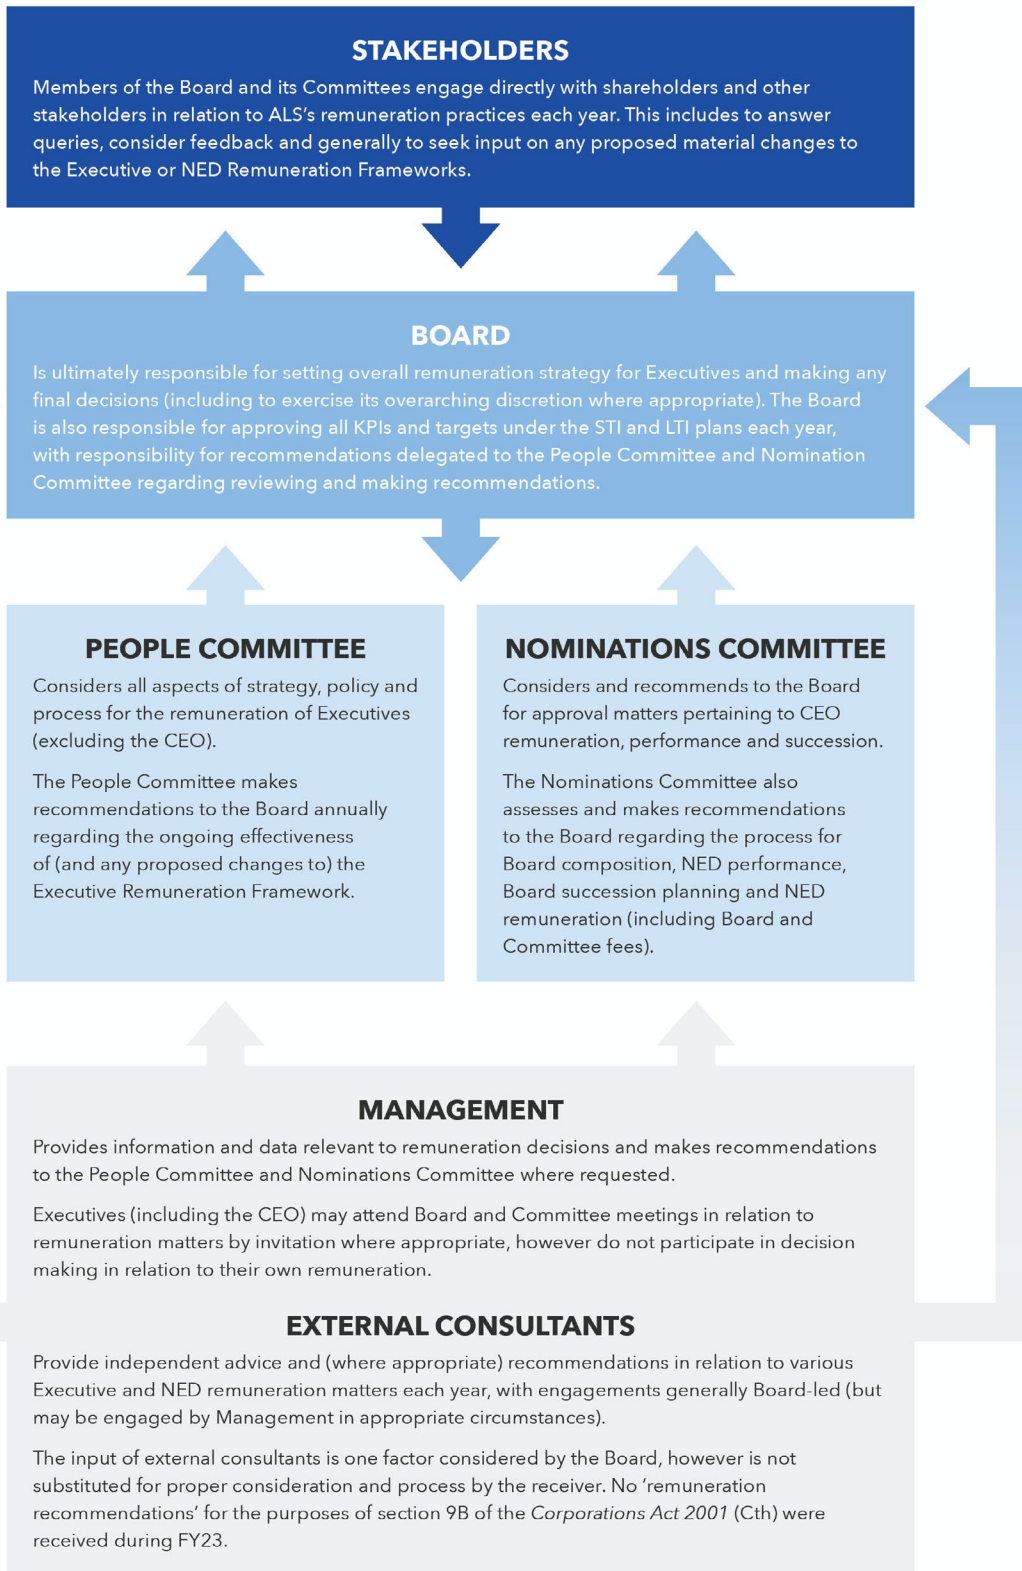 STAKEHOLDERS
Members of the Board and its Committees engage directly with shareholders and other
stakeholders in relation to ALS’s remuneration practices each year. This includes to answer
queries, consider feedback and generally to seek input on any proposed material changes to
the Executive or NED Remuneration Frameworks.
BOARD
Is ultimately responsible for setting overall remuneration strategy for Executives and making any
final decisions (including to exercise its overarching discretion where appropriate). The Board
is also responsible for approving all KPIs and targets under the STI and LTI plans each year,
with responsibility for recommendations delegated to the People Committee and Nomination
Committee regarding reviewing and making recommendations.
PEOPLE COMMITTEE
Considers all aspects of strategy, policy and
process for the remuneration of Executives
(excluding the CEO).
The People Committee makes
recommendations to the Board annually
regarding the ongoing effectiveness
of (and any proposed changes to) the
Executive Remuneration Framework.
NOMINATIONS COMMITTEE
Considers and recommends to the Board
for approval matters pertaining to CEO
remuneration, performance and succession.
The Nominations Committee also
assesses and makes recommendations
to the Board regarding the process for
Board composition, NED performance,
Board succession planning and NED
remuneration (including Board and
Committee fees).
MANAGEMENT
Provides information and data relevant to remuneration decisions and makes recommendations
to the People Committee and Nominations Committee where requested.
Executives (including the CEO) may attend Board and Committee meetings in relation to
remuneration matters by invitation where appropriate, however do not participate in decision
making in relation to their own remuneration.
EXTERNAL CONSULTANTS
Provide independent advice and (where appropriate) recommendations in relation to various
Executive and NED remuneration matters each year, with engagements generally Board-led (but
may be engaged by Management in appropriate circumstances).
The input of external consultants is one factor considered by the Board, however is not
substituted for proper consideration and process by the receiver. No ‘remuneration
recommendations’ for the purposes of section 9B of the Corporations Act 2001 (Cth) were
received during FY23.